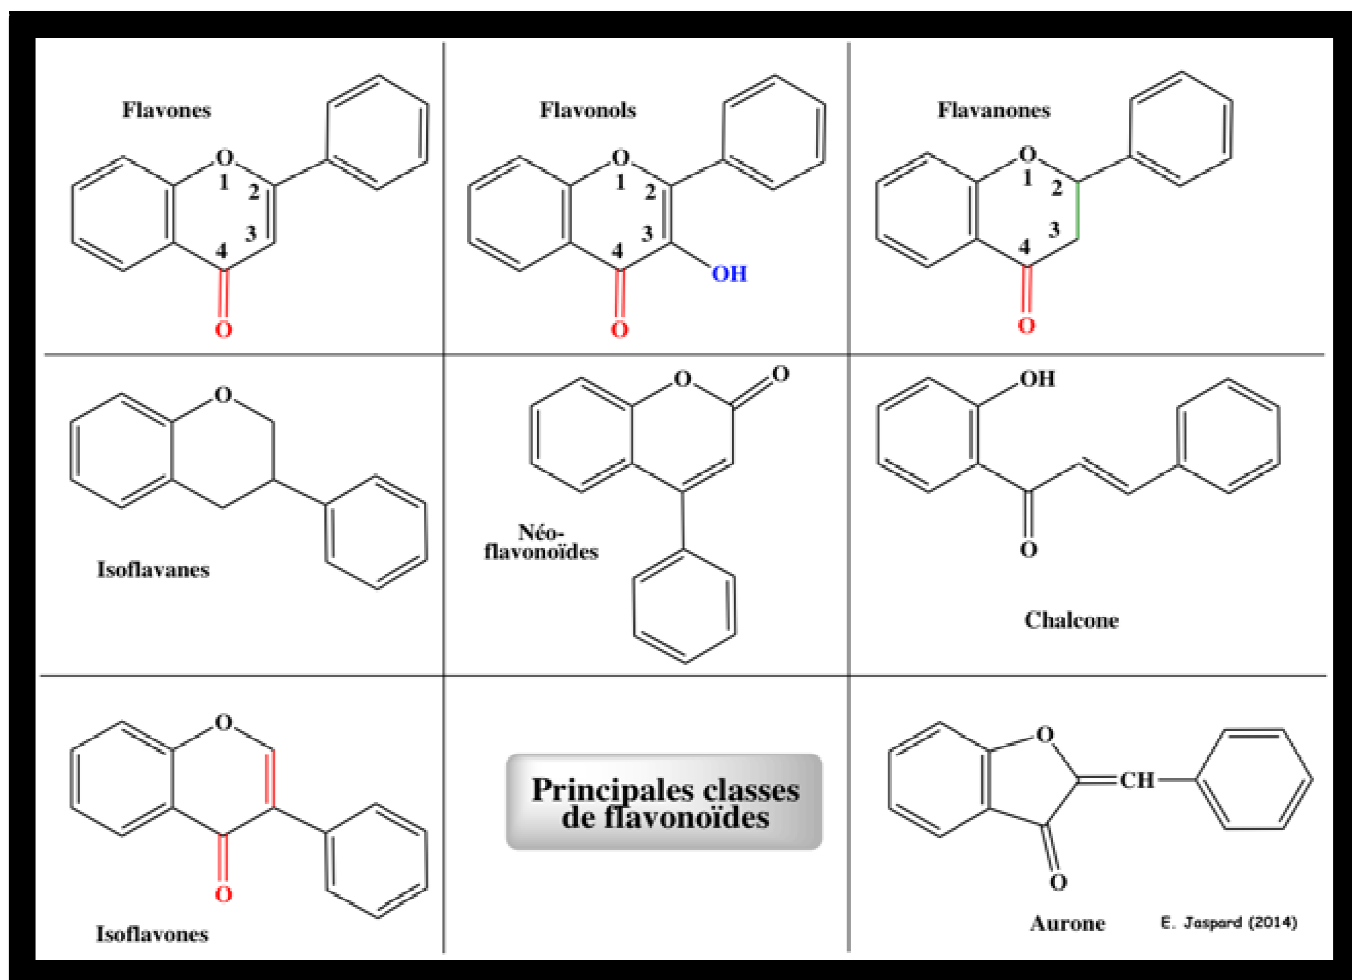 Flavones
O
1
2
3
4
O
Flavonols
O
1
2
3
4
OH
O
Flavanones
O
1
2
3
4
O
O
Isoflavanes
O
O
Néo-
flavonoïdes
OH
O
Chalcone
O
O
Isoflavones
Principales classes
de flavonoïdes
O
CH
O
Aurone
E. Jaspard (2014)